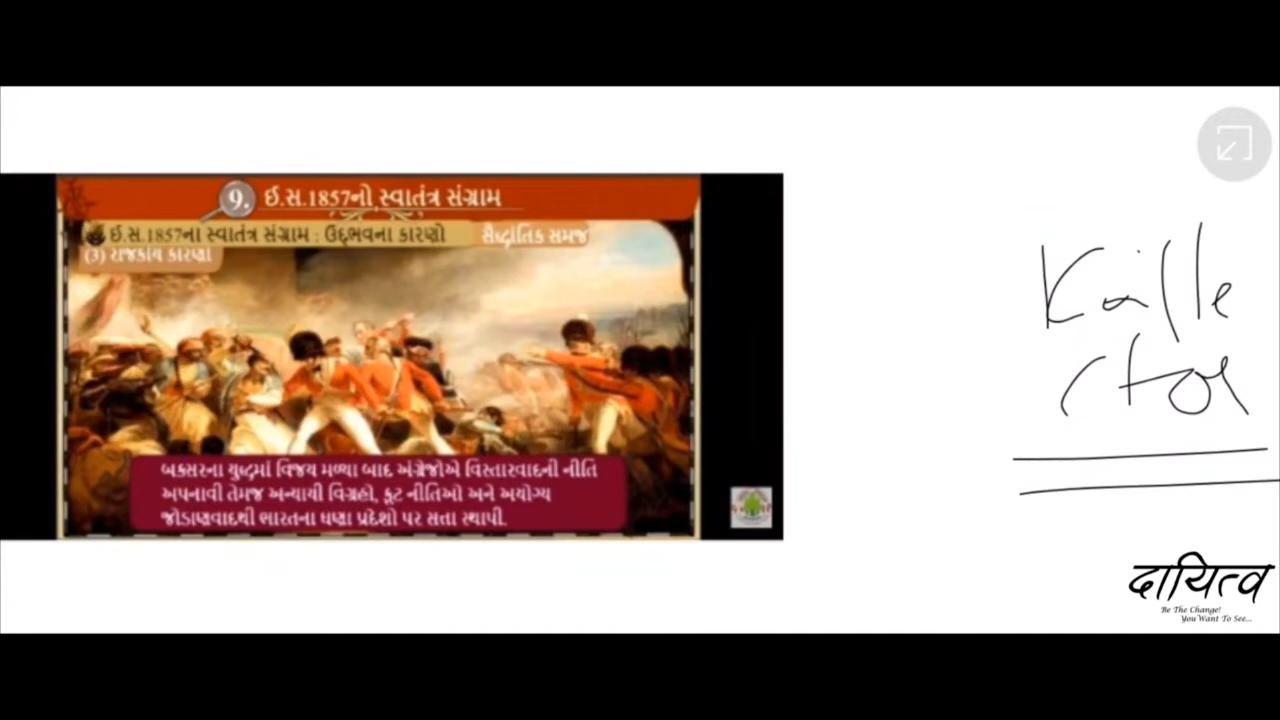 9. ઈ.સ.1857નો સ્વાતંત્ર સંગ્રામ
ઈ.સ.1857ના સ્વાતંત્ર સંગ્રામ : ઉદ્ભવના કારણો
સૈદ્ધાંતિક સમજ
(3) રાજકીય કારણો
બક્સરના યુદ્ધમાં વિજય મળ્યા બાદ અંગ્રેજોએ વિસ્તારવાદની નીતિ
અપનાવી તેમજ અન્યાયી વિગ્રહો, કૂટ નીતિઓ અને અયોગ્ય
જોડાણવાદથી ભારતના ઘણા પ્રદેશો પર સત્તા સ્થાપી.
Kaille
ctor
दायित्व
Be The Change!
You Want To See...